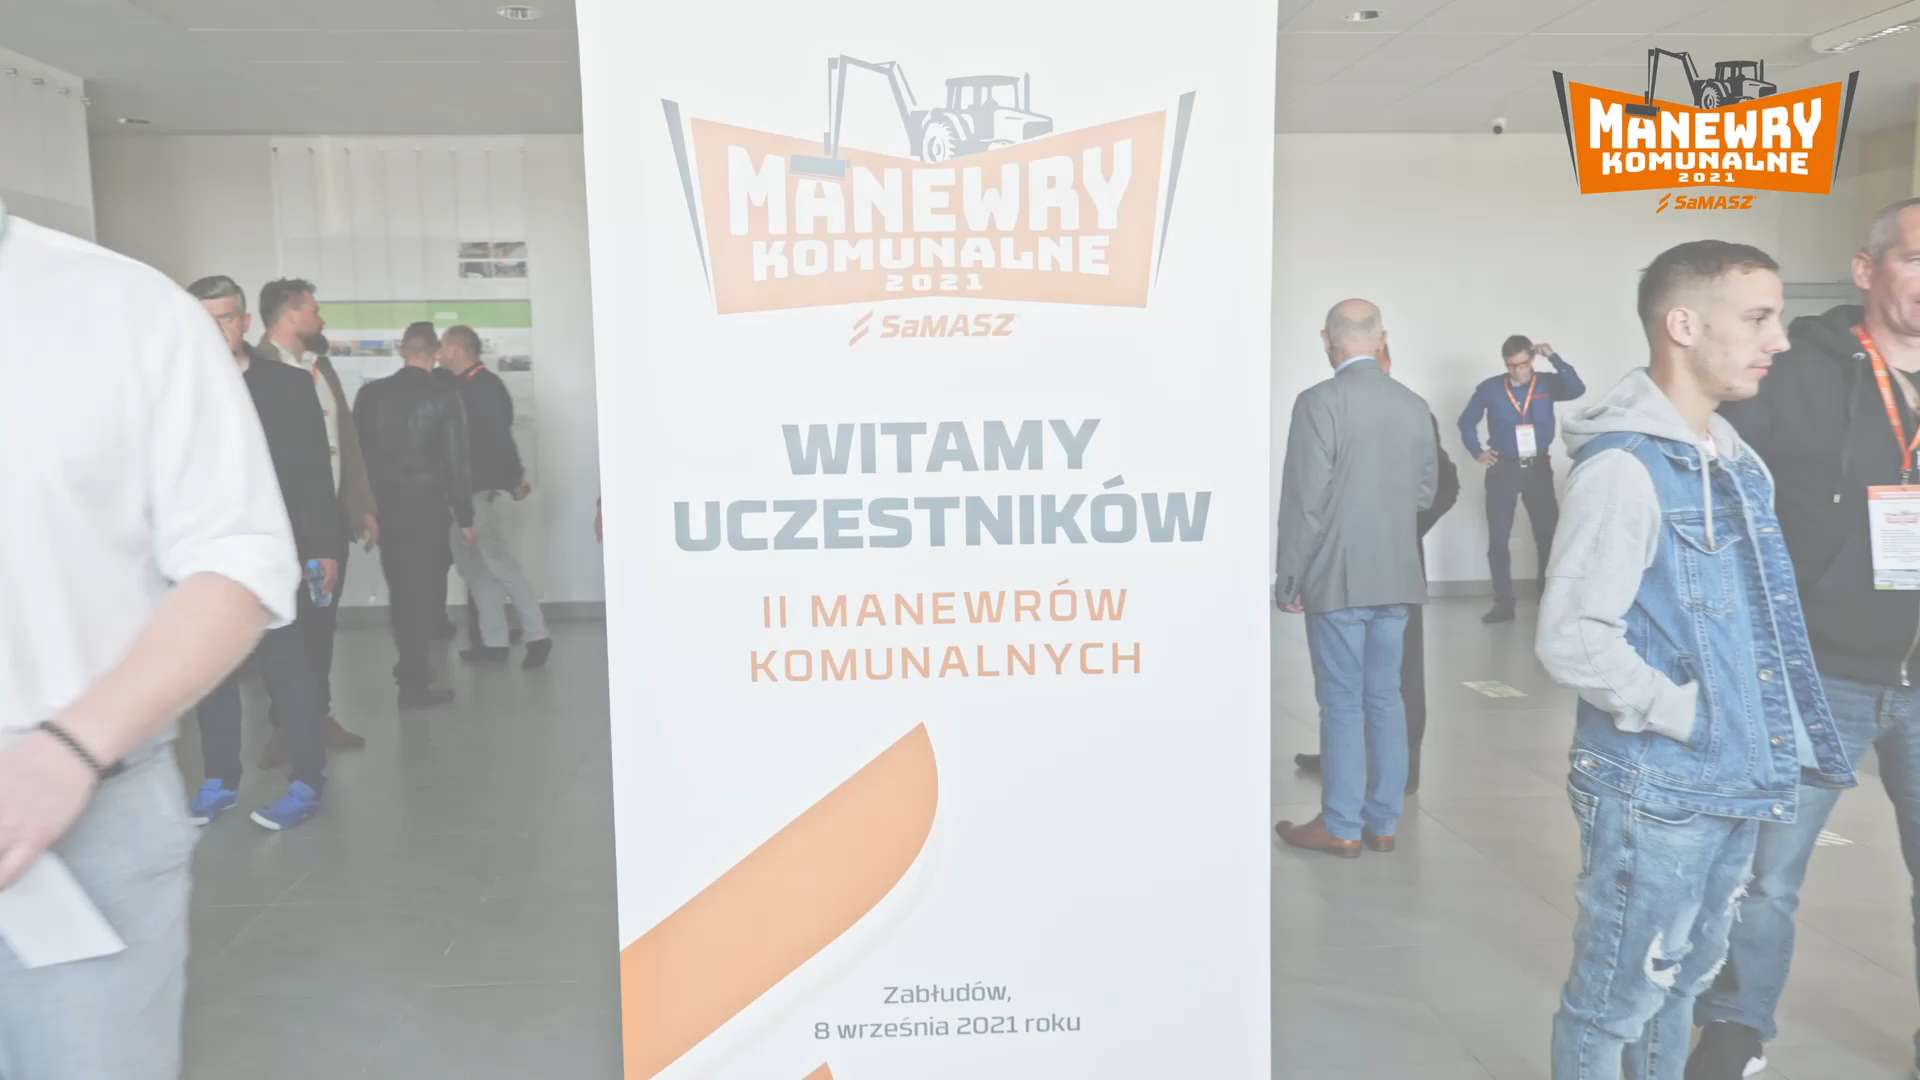 MANEWRY
KOMUNALNE
2021
SaMASZ
WITAMY
UCZESTNIKÓW
II MANEWRÓW
KOMUNALNYCH
Zabłudów,
8 września 2021 roku
MANEWRY
KOMUNALNE
2021
SaMASZ